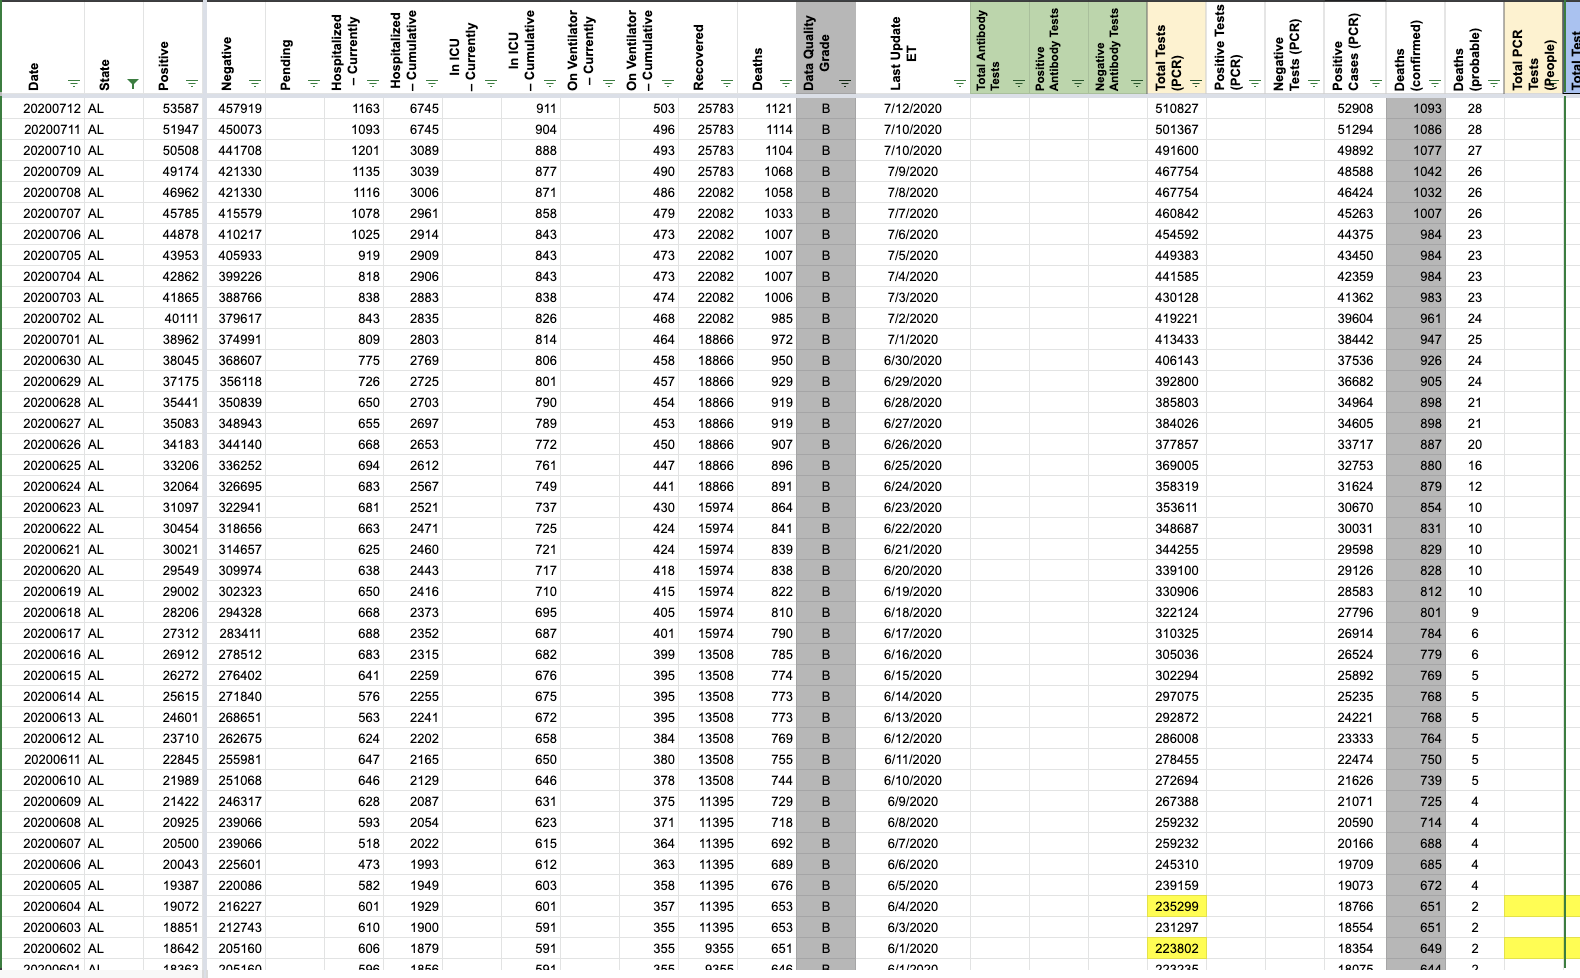 Date State Positive Negative Pending Hospitalized – Currently Hospitalized – Cumulative In ICU – Currently In ICU – Cumulative On Ventilator – Currently On Ventilator – Cumulative Recovered Deaths Data Quality Grade Last Update ET Total Antibody Tests Positive Antibody Tests Negative Antibody Tests Total Tests (PCR) Positive Tests (PCR) Negative Tests (PCR) Positive Cases (PCR) Deaths (confirmed) Deaths (probable) Total PCR Tests (People) Total Test
20200712 AL 53587 457919 1163 6745 911 503 25783 1121 B 7/12/2020 510827 52908 1093 28
20200711 AL 51947 450073 1093 6745 904 496 25783 1114 B 7/10/2020 501367 51294 1086 28
20200710 AL 50508 441708 1201 3089 888 493 25783 1104 B 7/10/2020 491600 49892 1077 27
20200709 AL 49174 421330 1135 3039 877 490 25783 1068 B 7/9/2020 467754 48588 1042 26
20200708 AL 46962 421330 1116 3006 871 486 22082 1058 B 7/8/2020 467754 46424 1032 26
20200707 AL 45785 415579 1078 2961 858 479 22082 1033 B 7/7/2020 460842 45263 1007 26
20200706 AL 44878 410217 1025 2914 843 473 22082 1007 B 7/6/2020 454592 44375 984 23
20200705 AL 43953 405933 919 2909 843 473 22082 1007 B 7/5/2020 449383 43450 984 23
20200704 AL 42862 399226 818 2906 843 473 22082 1007 B 7/4/2020 441585 42359 984 23
20200703 AL 41865 388766 838 2883 838 474 22082 1006 B 7/3/2020 430128 41362 983 23
20200702 AL 40111 379617 843 2835 826 468 22082 985 B 7/2/2020 419221 39604 961 24
20200701 AL 38962 374991 809 2803 814 464 18866 972 B 7/1/2020 413433 38442 947 25
20200630 AL 38045 368607 775 2769 806 458 18866 950 B 6/30/2020 406143 37536 926 24
20200629 AL 37175 356118 726 2725 801 457 18866 929 B 6/29/2020 392800 36682 905 24
20200628 AL 35441 350839 650 2703 790 454 18866 919 B 6/28/2020 385803 34964 898 21
20200627 AL 35083 348943 655 2697 789 453 18866 919 B 6/27/2020 384026 34605 898 21
20200626 AL 34183 344140 668 2653 772 450 18866 907 B 6/26/2020 377857 33717 887 20
20200625 AL 33206 336252 694 2612 761 447 18866 896 B 6/25/2020 369005 32753 880 16
20200624 AL 32064 326695 683 2567 749 441 18866 891 B 6/24/2020 358319 31624 879 12
20200623 AL 31097 322941 681 2521 737 430 15974 864 B 6/23/2020 353611 30670 854 10
20200622 AL 30454 318656 663 2471 725 424 15974 841 B 6/22/2020 348687 30031 831 10
20200621 AL 30021 314657 625 2460 721 424 15974 839 B 6/21/2020 344255 29598 829 10
20200620 AL 29549 309974 638 2443 717 418 15974 838 B 6/20/2020 339100 29126 828 10
20200619 AL 29002 302323 650 2416 710 415 15974 822 B 6/19/2020 330906 28583 812 10
20200618 AL 28206 294328 668 2373 695 405 15974 810 B 6/18/2020 322124 27796 801 9
20200617 AL 27312 283411 688 2352 687 401 15974 790 B 6/17/2020 310325 26914 784 6
20200616 AL 26912 278512 683 2315 682 399 13508 785 B 6/16/2020 305036 26524 779 6
20200615 AL 26272 276402 641 2259 676 395 13508 774 B 6/15/2020 302294 25892 769 5
20200614 AL 25615 271840 576 2255 675 395 13508 773 B 6/14/2020 297075 25235 768 5
20200613 AL 24601 268651 563 2241 672 395 13508 773 B 6/13/2020 292872 24221 768 5
20200612 AL 23710 262675 624 2202 658 384 13508 769 B 6/12/2020 286008 23333 764 5
20200611 AL 22845 255981 647 2165 650 380 13508 755 B 6/11/2020 278455 22474 750 5
20200610 AL 21989 251068 646 2129 646 378 13508 744 B 6/10/2020 272694 21626 739 5
20200609 AL 21422 246317 628 2087 631 375 11395 729 B 6/9/2020 267388 21071 725 4
20200608 AL 20925 239066 593 2054 623 371 11395 718 B 6/8/2020 259232 20590 714 4
20200607 AL 20500 239066 518 2022 615 364 11395 692 B 6/7/2020 259232 20166 688 4
20200606 AL 20043 225601 473 1993 612 363 11395 689 B 6/6/2020 245310 19709 685 4
20200605 AL 19387 220086 582 1949 603 358 11395 676 B 6/5/2020 239159 19073 672 4
20200604 AL 19072 216227 601 1929 601 357 11395 653 B 6/4/2020 235299 18766 651 2
20200603 AL 18851 212743 610 1900 591 355 11395 653 B 6/3/2020 231297 18554 651 2
20200602 AL 18642 205160 606 1879 591 355 9355 651 B 6/1/2020 223802 18354 649 2
20200601 AL 18363 205160 596 1856 591 355 9355 646 B 6/1/2020 223235 18075 644 2